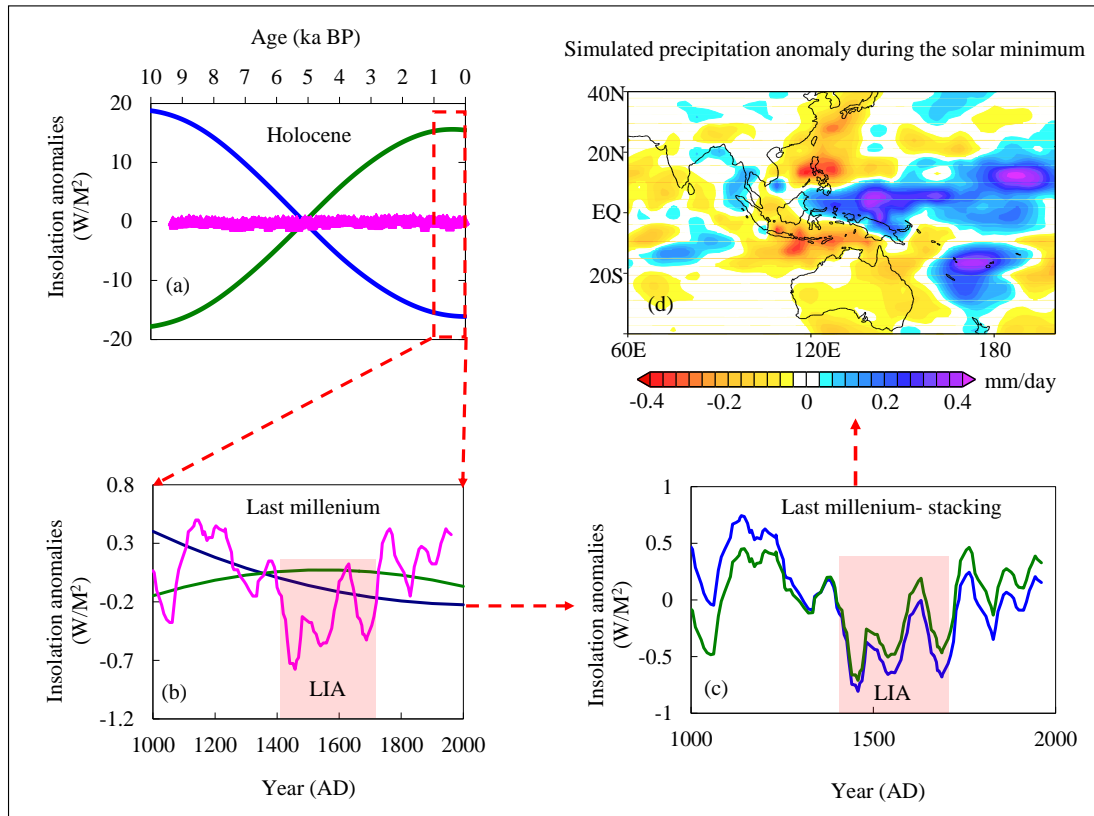 Age (ka BP)
10 9 8 7 6 5 4 3 2 1 0
Insolation anomalies
(W/M²)
20
10
0
-10
-20
Holocene
(a)
Simulated precipitation anomaly during the solar minimum
40N
20N
EQ
20S
(d)
60E 120E 180
-0.4 -0.2 0 0.2 0.4 mm/day
Insolation anomalies
(W/M²)
0.8
0.3
-0.2
-0.7
-1.2
Last millenium
(b)
LIA
1000 1200 1400 1600 1800 2000
Year (AD)
Insolation anomalies
(W/M²)
1
0.5
0
-0.5
-1
Last millenium- stacking
(c)
LIA
1000 1500 2000
Year (AD)